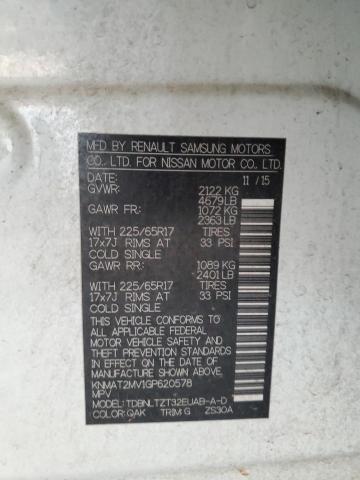 MFD BY RENAULT SAMSUNG MOTORS
CO., LTD. FOR NISSAN MOTOR CO., LTD.
DATE: 11 / 15
GVWR: 2122 KG
4679LB
GAWR FR: 1072 KG
2363LB
WITH 225/65R17 TIRES
17x7J RIMS AT 33 PSI
COLD SINGLE
GAWR RR: 1089 KG
2401LB
WITH 225/65R17 TIRES
17x7J RIMS AT 33 PSI
COLD SINGLE
THIS VEHICLE CONFORMS TO
ALL APPLICABLE FEDERAL
MOTOR VEHICLE SAFETY AND
THEFT PREVENTION STANDARDS
IN EFFECT ON THE DATE OF
MANUFACTURE SHOWN ABOVE.
KNMAT2MV1GP620578
MPV
MODEL: TDBNLTZT32EUAB-A-D
COLOR: QAK TRIM: G ZS30A